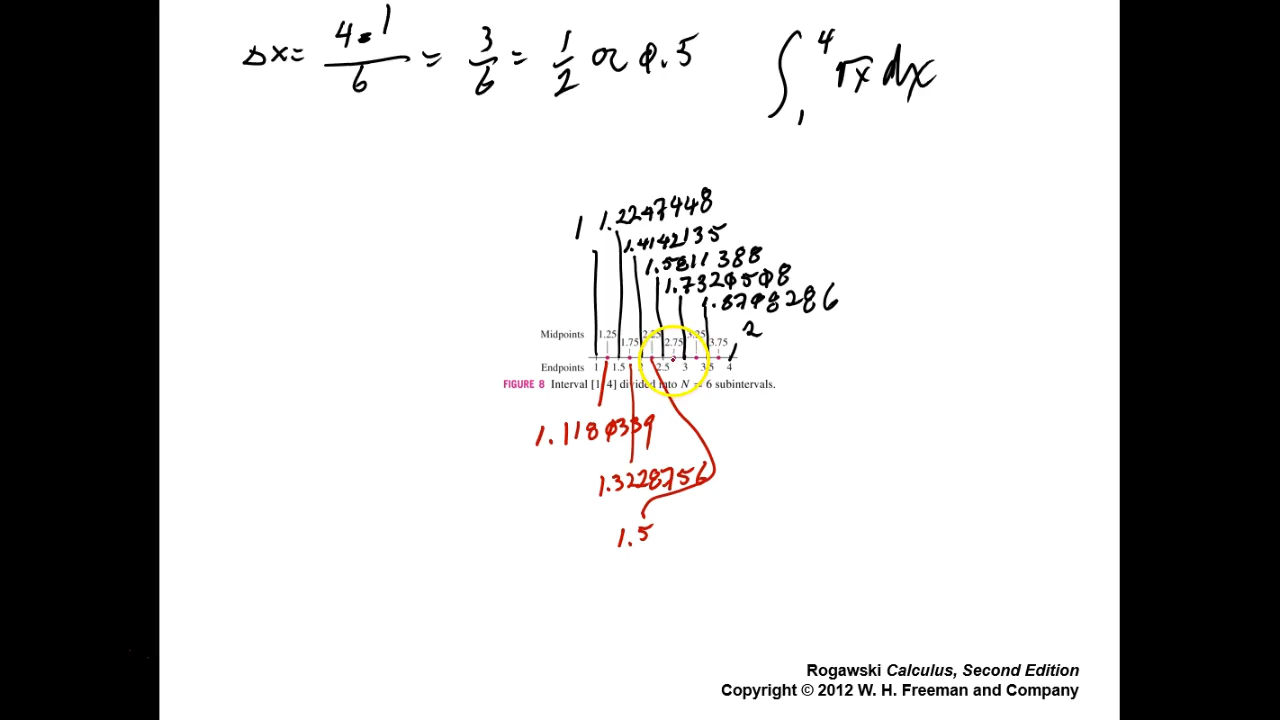 Δx = 4-1/6 = 3/6 = 1/2 or 0.5
∫₁⁴ √x dx
1 1.2247448
1.4142135
1.5811388
1.7320508
1.8708286
2
Midpoints 1.25 1.75 2.25 2.75 3.25 3.75
Endpoints 1 1.5 2 2.5 3 3.5 4
FIGURE 8 Interval [1, 4] divided into N = 6 subintervals.
1.1180339
1.3228756
1.5
Rogawski Calculus, Second Edition
Copyright © 2012 W. H. Freeman and Company